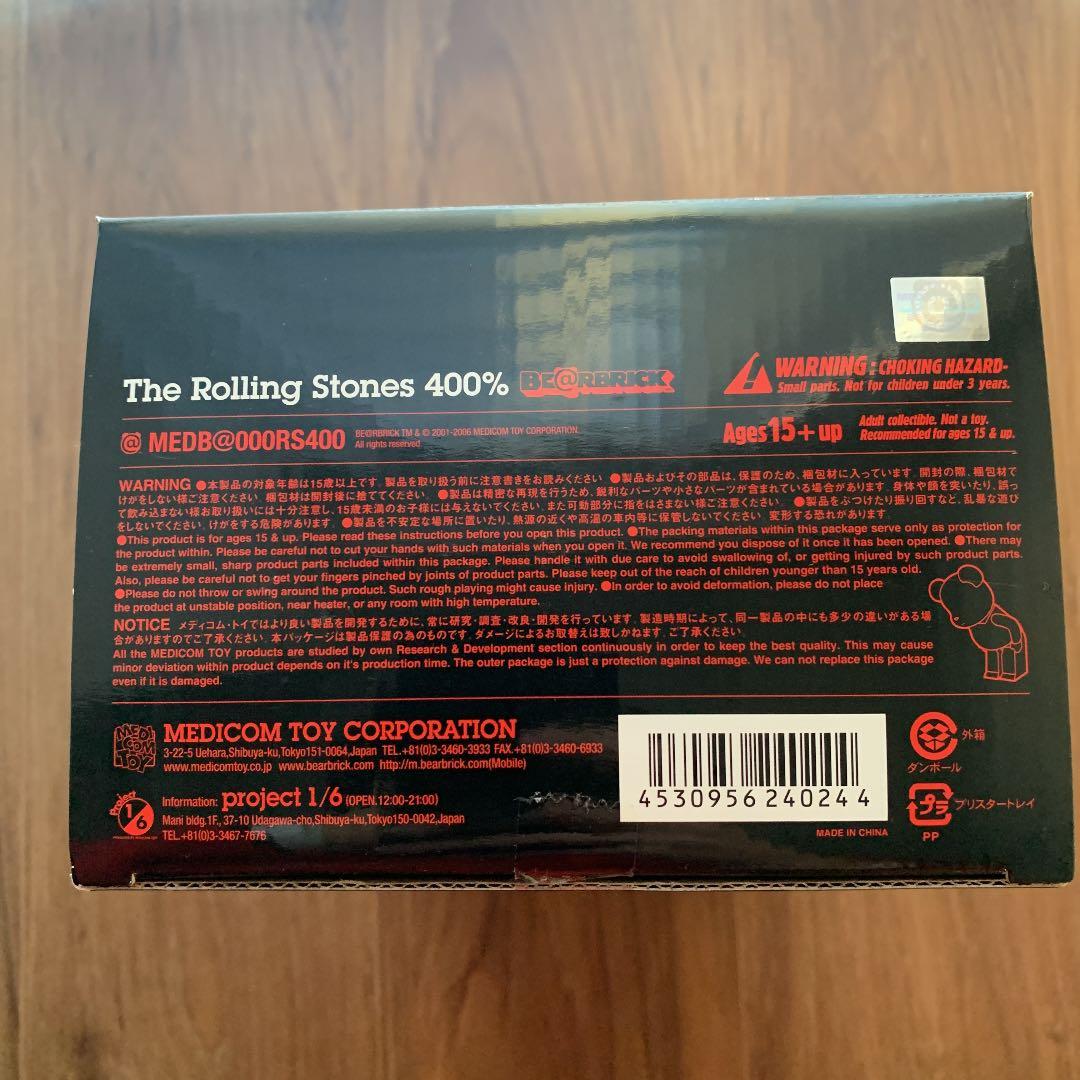 The Rolling Stones 400% BE@RBRICK
WARNING : CHOKING HAZARD-
Small parts. Not for children under 3 years.
@ MEDB@000RS400
BE@RBRICK TM & © 2001-2006 MEDICOM TOY CORPORATION.
All rights reserved
Ages 15 + up
Adult collectible. Not a toy.
Recommended for ages 15 & up.
WARNING ●本製品の対象年齢は15歳以上です。製品を取り扱う前に注意書きをお読みください。●製品およびその部品は、保護のため、梱包材に入っています。開封の際、梱包材で
けがをしない様ご注意ください。梱包材は開封後に捨ててください。●製品は精密な再現を行うため、鋭利なパーツや小さなパーツが含まれている場合があります。身体や顔を突いたり、誤っ
て飲み込まない様お取り扱いには十分注意し、15歳未満のお子様には与えないでください。また可動部分に指をはさまない様ご注意ください。●製品をぶつけたり振り回すなど、乱暴な遊び
をしないでください。けがをする危険があります。●製品を不安定な場所に置いたり、熱源の近くや高温の車内等に保管しないでください。変形する恐れがあります。
●This product is for ages 15 & up. Please read these instructions before you open this product. ●The packing materials within this package serve only as protection for
the product within. Please be careful not to cut your hands with such materials when you open it. We recommend you dispose of it once it has been opened. ●There may
be extremely small, sharp product parts included within this package. Please handle it with due care to avoid swallowing of, or getting injured by such product parts.
Also, please be careful not to get your fingers pinched by joints of product parts. Please keep out of the reach of children younger than 15 years old.
●Please do not throw or swing around the product. Such rough playing might cause injury. ●In order to avoid deformation, please do not place
the product at unstable position, near heater, or any room with high temperature.
NOTICE メディコム・トイではより良い製品を開発するために、常に研究・調査・改良・開発を行っています。製造時期によって、同一製品の中にも多少の違いがある場
合がありますのでご了承ください。本パッケージは製品保護の為のものです。ダメージによるお取替えは致しかねます。ご了承ください。
All the MEDICOM TOY products are studied by own Research & Development section continuously in order to keep the best quality. This may cause
minor deviation within product depends on it's production time. The outer package is just a protection against damage. We can not replace this package
even if it is damaged.
MEDI
COM
TOY
MEDICOM TOY CORPORATION
3-22-5 Uehara,Shibuya-ku,Tokyo151-0064,Japan TEL.+81(0)3-3460-3933 FAX.+81(0)3-3460-6933
www.medicomtoy.co.jp www.bearbrick.com http://m.bearbrick.com(Mobile)
Project
1/6
Information: project 1/6 (OPEN.12:00-21:00)
Mani bldg.1F., 37-10 Udagawa-cho,Shibuya-ku,Tokyo150-0042,Japan
TEL.+81(0)3-3467-7676
4530956240244
MADE IN CHINA
外箱
ダンボール
プラ
ブリスタートレイ
PP